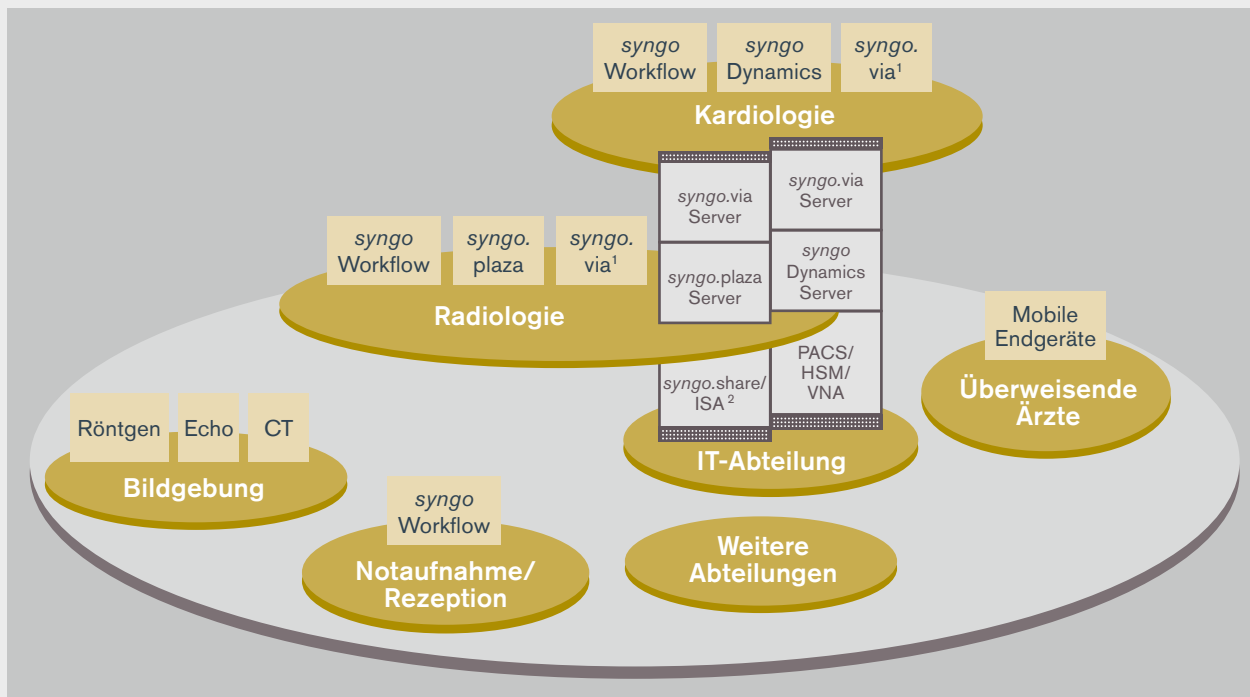 syngo
Workflow
syngo
Dynamics
syngo.
via¹
Kardiologie
syngo.via
Server
syngo.via
Server
syngo.plaza
Server
syngo
Dynamics
Server
syngo.share/
ISA²
PACS/
HSM/
VNA
syngo
Workflow
syngo.
plaza
syngo.
via¹
Radiologie
Mobile
Endgeräte
Überweisende
Ärzte
Röntgen
Echo
CT
Bildgebung
IT-Abteilung
syngo
Workflow
Notaufnahme/
Rezeption
Weitere
Abteilungen